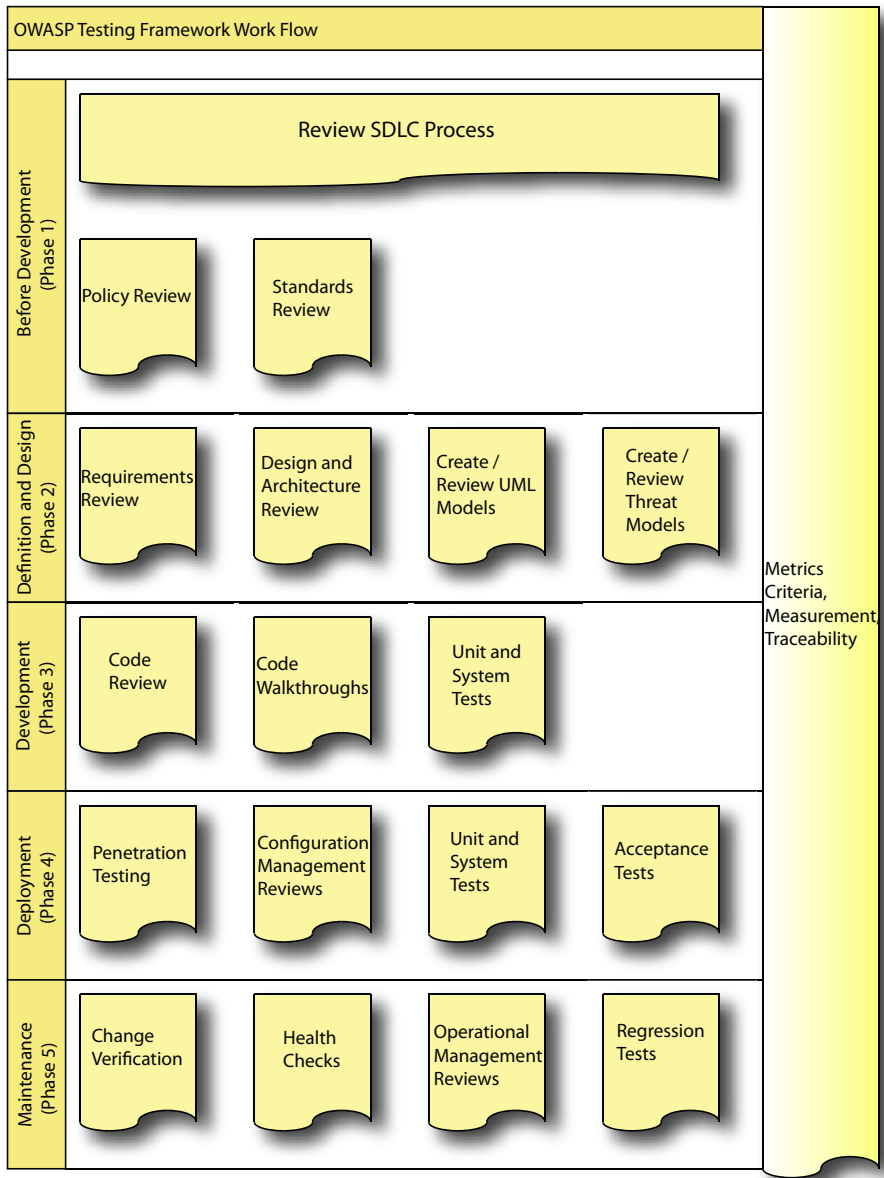 OWASP Testing Framework Work Flow
Before Development
(Phase 1)
Review SDLC Process
Policy Review
Standards
Review
Definition and Design
(Phase 2)
Requirements
Review
Design and
Architecture
Review
Create /
Review UML
Models
Create /
Review
Threat
Models
Development
(Phase 3)
Code
Review
Code
Walkthroughs
Unit and
System
Tests
Deployment
(Phase 4)
Penetration
Testing
Configuration
Management
Reviews
Unit and
System
Tests
Acceptance
Tests
Maintenance
(Phase 5)
Change
Verification
Health
Checks
Operational
Management
Reviews
Regression
Tests
Metrics
Criteria,
Measurement,
Traceability